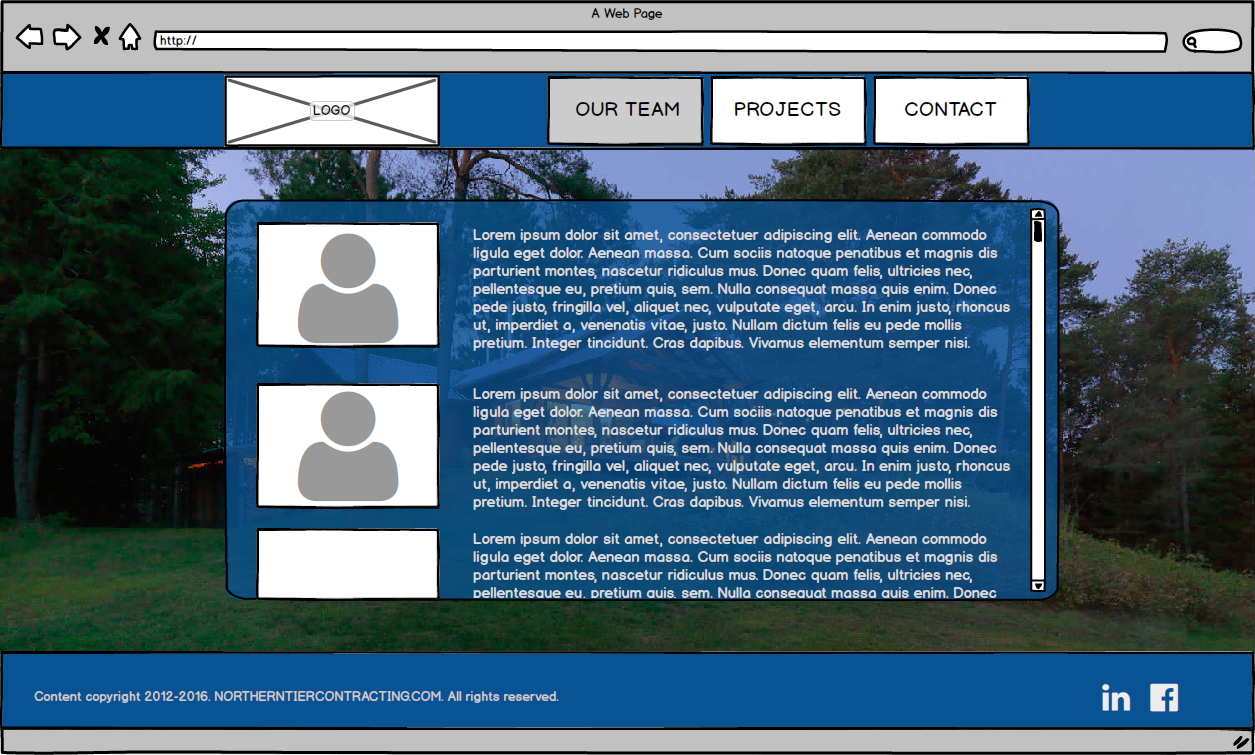 A Web Page
http://
LOGO
OUR TEAM
PROJECTS
CONTACT
Lorem ipsum dolor sit amet, consectetuer adipiscing elit. Aenean commodo
ligula eget dolor. Aenean massa. Cum sociis natoque penatibus et magnis dis
parturient montes, nascetur ridiculus mus. Donec quam felis, ultricies nec,
pellentesque eu, pretium quis, sem. Nulla consequat massa quis enim. Donec
pede justo, fringilla vel, aliquet nec, vulputate eget, arcu. In enim justo, rhoncus
ut, imperdiet a, venenatis vitae, justo. Nullam dictum felis eu pede mollis
pretium. Integer tincidunt. Cras dapibus. Vivamus elementum semper nisi.
Lorem ipsum dolor sit amet, consectetuer adipiscing elit. Aenean commodo
ligula eget dolor. Aenean massa. Cum sociis natoque penatibus et magnis dis
parturient montes, nascetur ridiculus mus. Donec quam felis, ultricies nec,
pellentesque eu, pretium quis, sem. Nulla consequat massa quis enim. Donec
pede justo, fringilla vel, aliquet nec, vulputate eget, arcu. In enim justo, rhoncus
ut, imperdiet a, venenatis vitae, justo. Nullam dictum felis eu pede mollis
pretium. Integer tincidunt. Cras dapibus. Vivamus elementum semper nisi.
Lorem ipsum dolor sit amet, consectetuer adipiscing elit. Aenean commodo
ligula eget dolor. Aenean massa. Cum sociis natoque penatibus et magnis dis
parturient montes, nascetur ridiculus mus. Donec quam felis, ultricies nec,
pellentesque eu, pretium quis, sem. Nulla consequat massa quis enim. Donec
Content copyright 2012-2016. NORTHERNTIERCONTRACTING.COM. All rights reserved.
in f